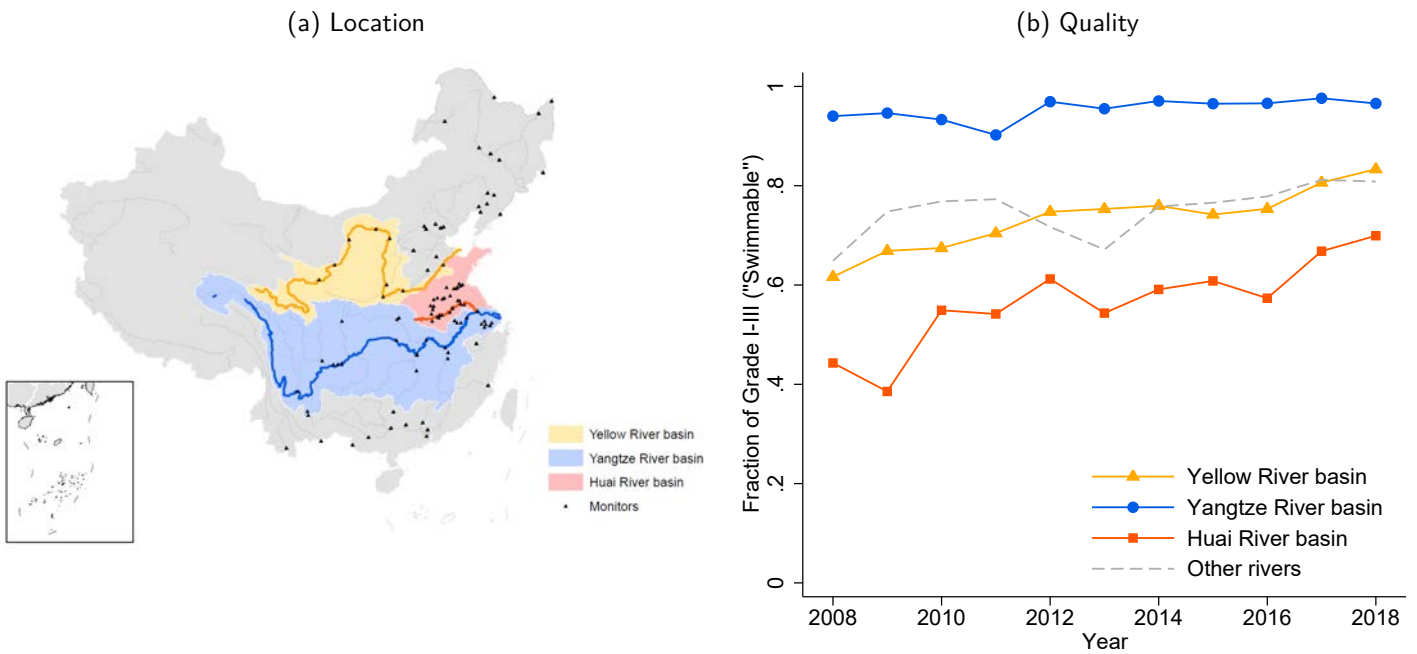 (a) Location
Yellow River basin
Yangtze River basin
Huai River basin
Monitors
(b) Quality
Fraction of Grade I-III ("Swimmable")
1
.8
.6
.4
.2
0
2008 2010 2012 2014 2016 2018
Year
Yellow River basin
Yangtze River basin
Huai River basin
Other rivers